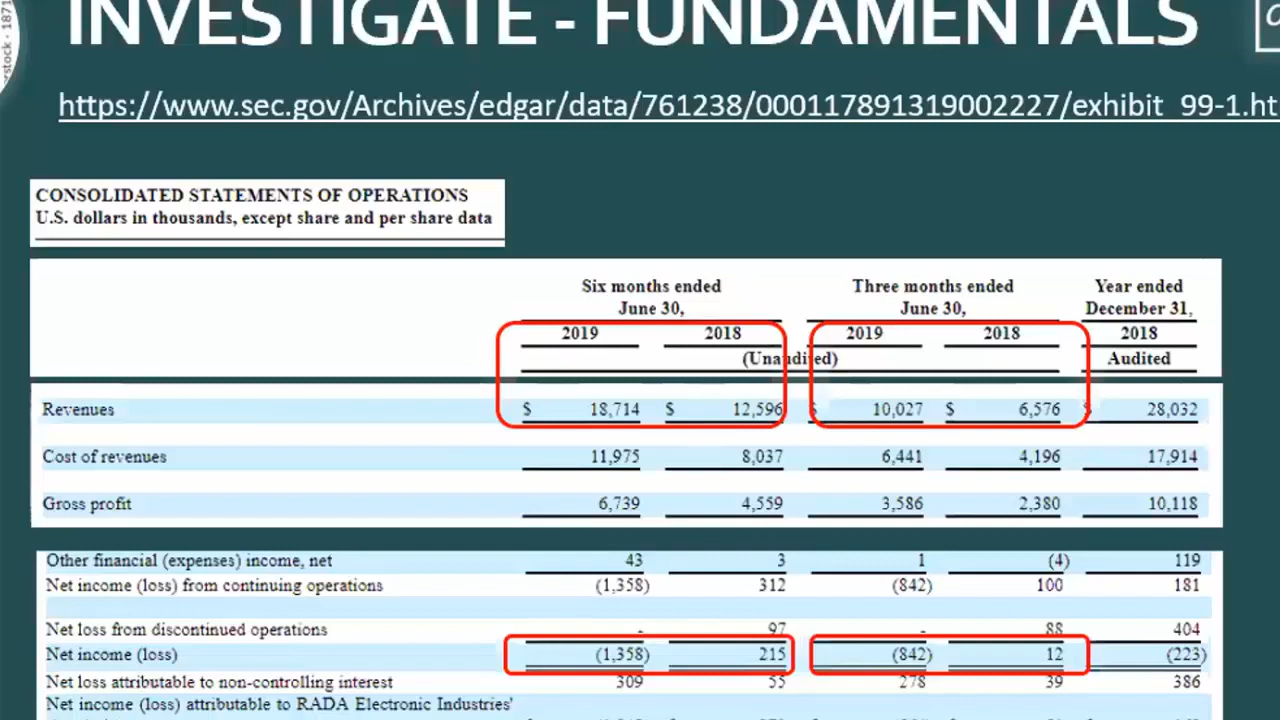 INVESTIGATE - FUNDAMENTALS
https://www.sec.gov/Archives/edgar/data/761238/000117891319002227/exhibit_99-1.ht
CONSOLIDATED STATEMENTS OF OPERATIONS
U.S. dollars in thousands, except share and per share data
Six months ended Three months ended Year ended
June 30, June 30, December 31,
2019 2018 2019 2018 2018
(Unaudited) Audited
Revenues $ 18,714 $ 12,596 $ 10,027 $ 6,576 $ 28,032
Cost of revenues 11,975 8,037 6,441 4,196 17,914
Gross profit 6,739 4,559 3,586 2,380 10,118
Other financial (expenses) income, net 43 3 1 (4) 119
Net income (loss) from continuing operations (1,358) 312 (842) 100 181
Net loss from discontinued operations - 97 - 88 404
Net income (loss) (1,358) 215 (842) 12 (223)
Net loss attributable to non-controlling interest 309 55 278 39 386
Net income (loss) attributable to RADA Electronic Industries'